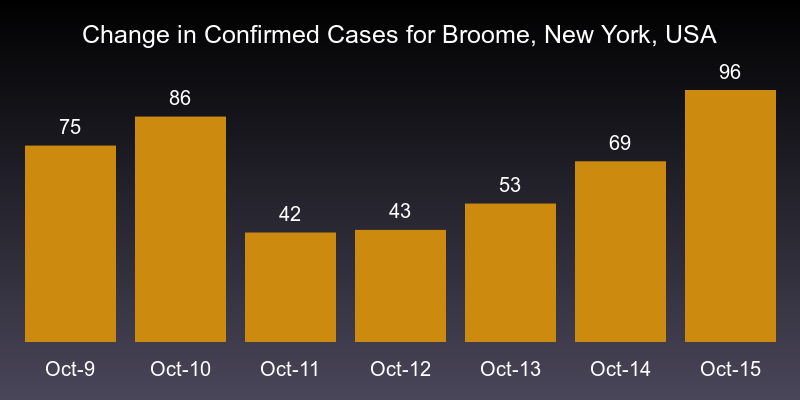 Change in Confirmed Cases for Broome, New York, USA
75 86 42 43 53 69 96
Oct-9 Oct-10 Oct-11 Oct-12 Oct-13 Oct-14 Oct-15